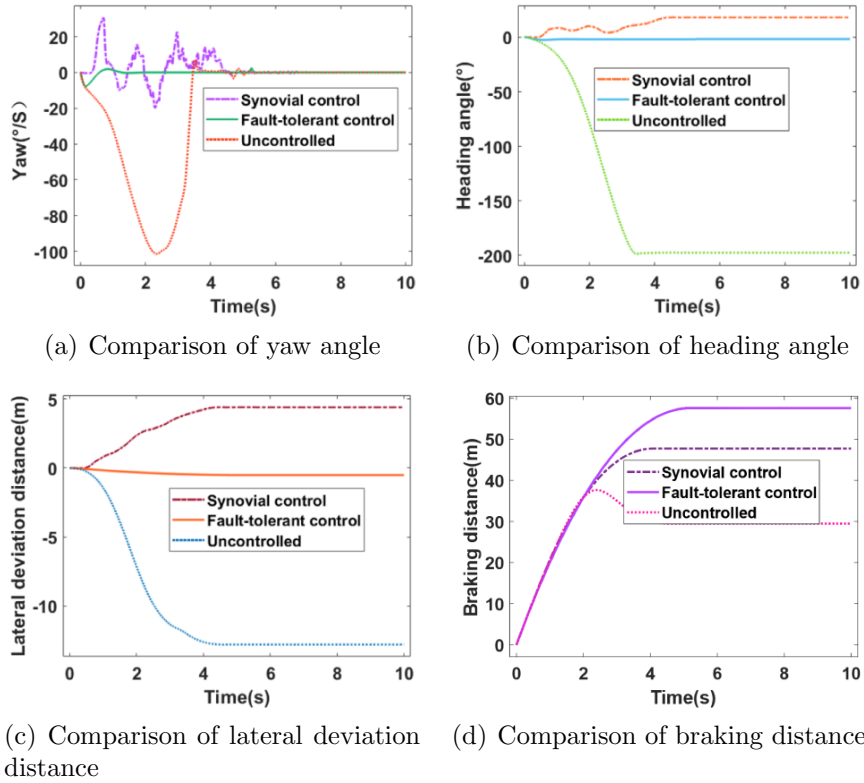 Yaw(°/S)
20
0
-20
-40
-60
-80
-100
Synovial control
Fault-tolerant control
Uncontrolled
0
2
4
6
8
10
Time(s)
(a) Comparison of yaw angle
Heading angle(°)
0
-50
-100
-150
-200
Synovial control
Fault-tolerant control
Uncontrolled
0
2
4
6
8
10
Time(s)
(b) Comparison of heading angle
Lateral deviation distance(m)
5
0
-5
-10
Synovial control
Fault-tolerant control
Uncontrolled
0
2
4
6
8
10
Time(s)
(c) Comparison of lateral deviation
distance
Braking distance(m)
60
50
40
30
20
10
0
Synovial control
Fault-tolerant control
Uncontrolled
0
2
4
6
8
10
Time(s)
(d) Comparison of braking distance